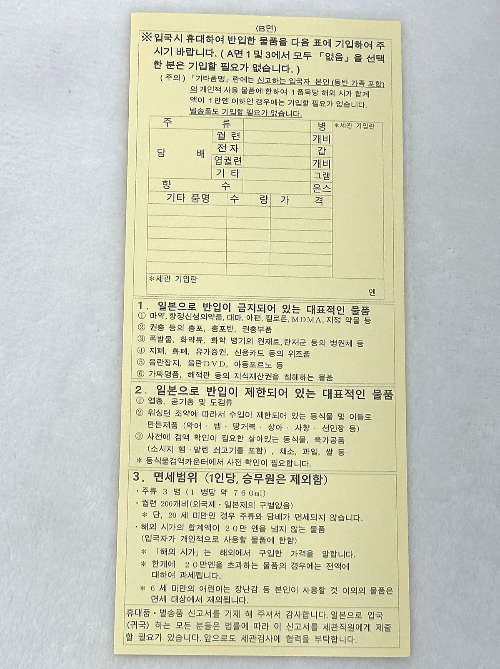 (B면)
※입국시 휴대하여 반입한 물품을 다음 표에 기입하여 주
시기 바랍니다. ( A면 1 및 3에서 모두 「없음」을 선택
한 분은 기입할 필요가 없습니다. )
( 주의 ) 「기타품명」란에는 신고하는 입국자 본인(동반 가족 포함)
의 개인적 사용 물품에 한하여 1품목당 해외 시가 합계
액이 1만엔 이하인 경우에는 기입할 필요가 없습니다.
별송품도 기입할 필요가 없습니다.
주 류 병 *세관 기입란
담 배 궐 련 개비
전 자 갑
엽궐련 개비
기 타 그램
향 수 온스
기타 품명 수 량 가 격
*세관 기입란
엔
1. 일본으로 반입이 금지되어 있는 대표적인 물품
① 마약, 향정신성의약품, 대마, 아편, 필로폰, MDMA, 지정 약물 등
② 권총 등의 총포, 총포탄, 권총부품
③ 폭발물, 화약류, 화학 병기의 원재료, 탄저균 등의 병원체 등
④ 지폐, 화폐, 유가증권, 신용카드 등의 위조품
⑤ 음란잡지, 음란DVD, 아동포르노 등
⑥ 가짜명품, 해적판 등의 지식재산권을 침해하는 물품
2. 일본으로 반입이 제한되어 있는 대표적인 물품
① 엽총, 공기총 및 도검류
② 워싱턴 조약에 따라서 수입이 제한되어 있는 동식물 및 이들로
만든제품 (악어ㆍ뱀ㆍ땅거북ㆍ상아ㆍ사향ㆍ선인장 등)
③ 사전에 검역 확인이 필요한 살아있는 동식물, 육가공품
(소시지 ㆍ말린 쇠고기를 포함) , 채소, 과일, 쌀 등
* 동식물검역카운터에서 사전 확인이 필요합니다.
3. 면세범위 (1인당, 승무원은 제외함)
ㆍ주류 3 병 (1 병당 약 760ml)
ㆍ궐련 200개비(외국제ㆍ일본제의 구별없음)
* 단, 20세 미만인 경우 주류와 담배가 면세되지 않습니다.
ㆍ해외 시가의 합계액이 20만 엔을 넘지 않는 물품
(입국자가 개인적으로 사용할 물품에 한함)
* 「해외 시가」는 해외에서 구입한 가격을 말합니다.
* 한개에 20만엔을 초과하는 물품의 경우에는 전액에
대하여 과세됩니다.
* 6 세 미만의 어린이는 장난감 등 본인이 사용할 것 이외의 물품은
면세 대상에서 제외됩니다.
휴대품ㆍ별송품 신고서를 기재 해 주셔서 감사합니다. 일본으로 입국
(귀국) 하는 모든 분들은 법률에 따라 이 신고서를 세관직원에게 제출
할 필요가 있습니다. 앞으로도 세관검사에 협력을 부탁합니다.